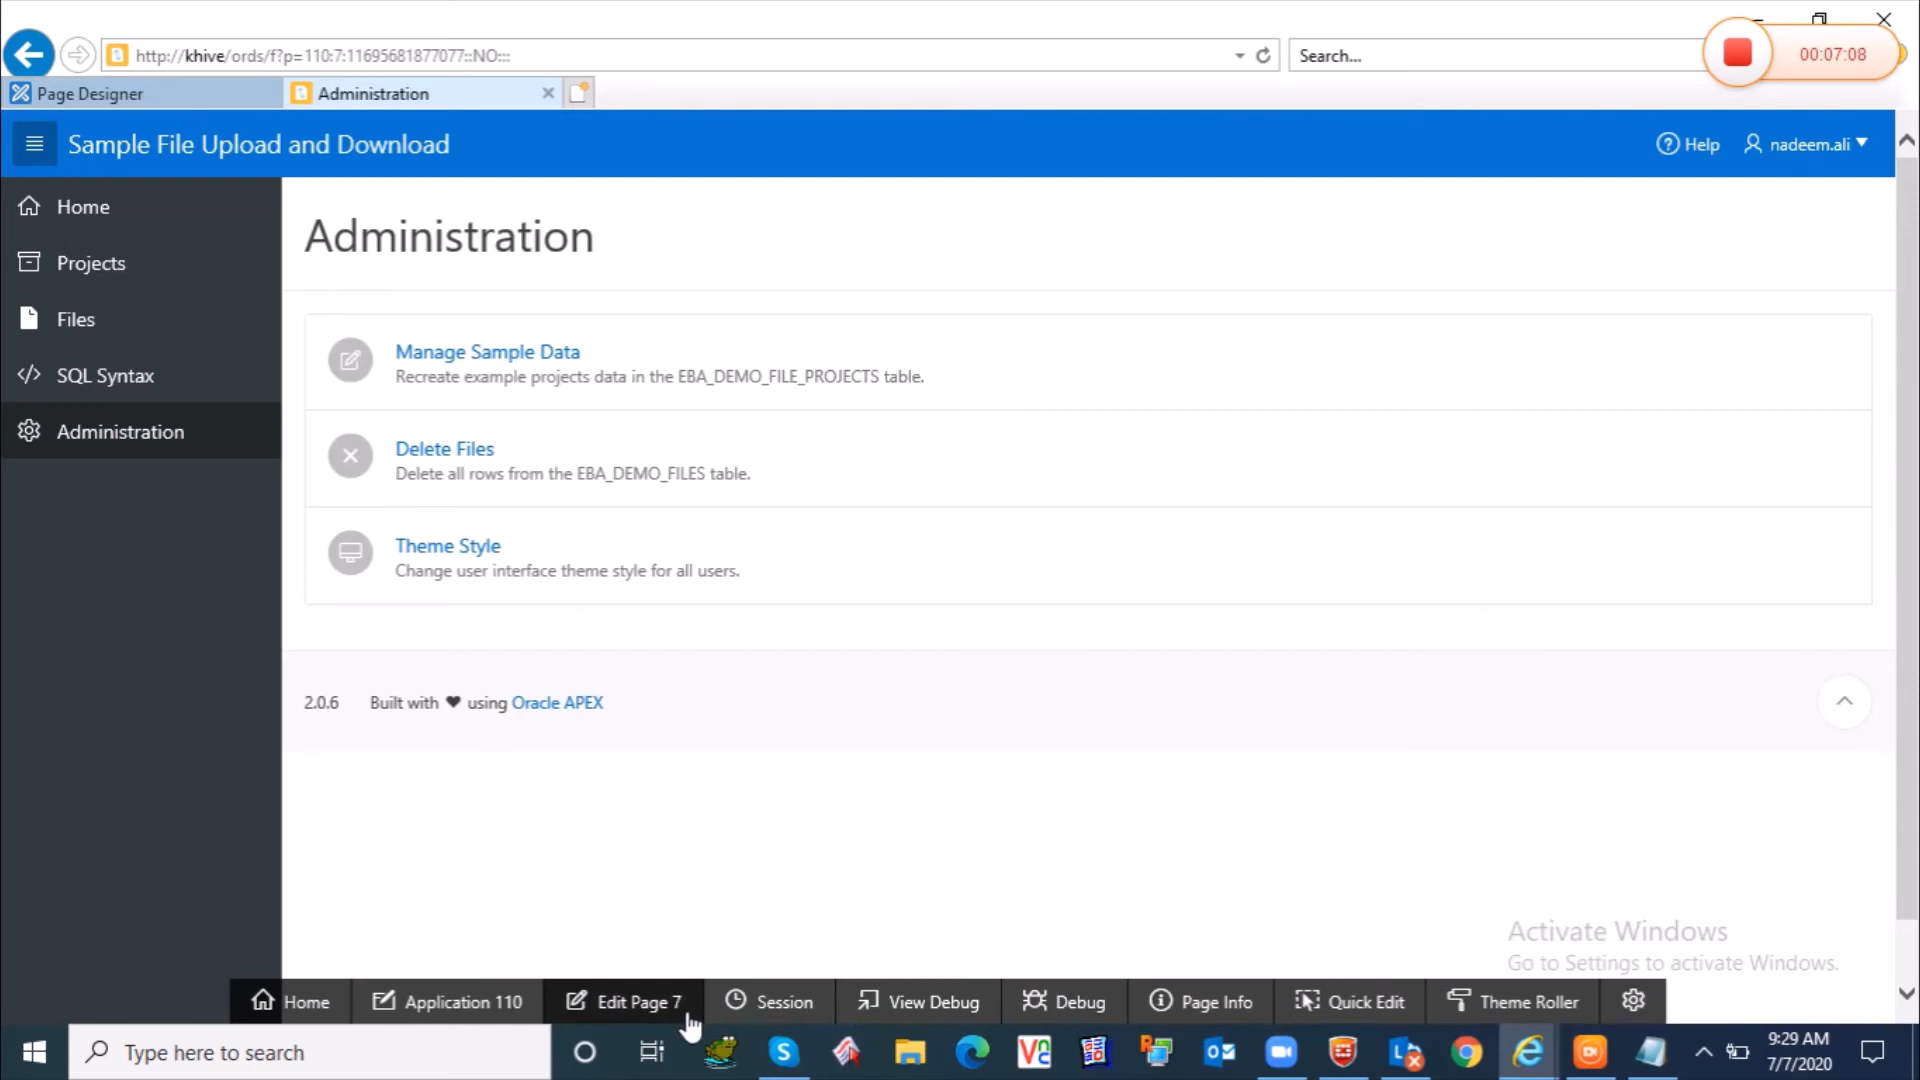 http://khive/ords/f?p=110:7:11695681877077::NO:::
Search...
00:07:08
Page Designer
Administration
Sample File Upload and Download
Help
nadeem.ali
Home
Projects
Files
SQL Syntax
Administration
Administration
Manage Sample Data
Recreate example projects data in the EBA_DEMO_FILE_PROJECTS table.
Delete Files
Delete all rows from the EBA_DEMO_FILES table.
Theme Style
Change user interface theme style for all users.
2.0.6 Built with ❤ using Oracle APEX
Activate Windows
Go to Settings to activate Windows.
Home
Application 110
Edit Page 7
Session
View Debug
Debug
Page Info
Quick Edit
Theme Roller
Type here to search
9:29 AM
7/7/2020